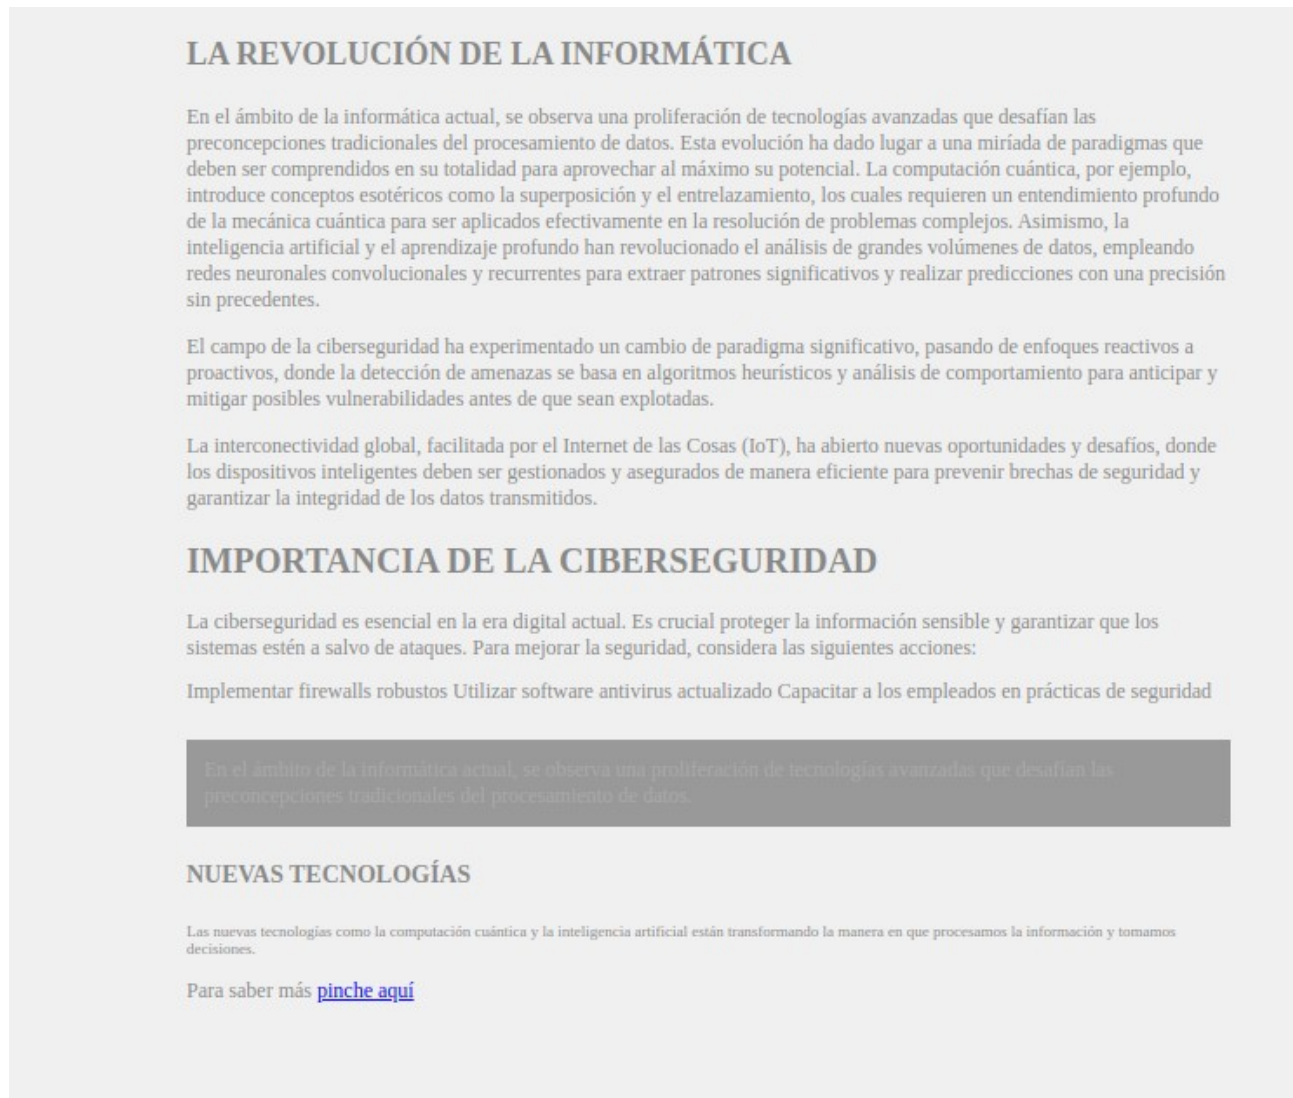 LA REVOLUCIÓN DE LA INFORMÁTICA
En el ámbito de la informática actual, se observa una proliferación de tecnologías avanzadas que desafían las
preconcepciones tradicionales del procesamiento de datos. Esta evolución ha dado lugar a una miríada de paradigmas que
deben ser comprendidos en su totalidad para aprovechar al máximo su potencial. La computación cuántica, por ejemplo,
introduce conceptos esotéricos como la superposición y el entrelazamiento, los cuales requieren un entendimiento profundo
de la mecánica cuántica para ser aplicados efectivamente en la resolución de problemas complejos. Asimismo, la
inteligencia artificial y el aprendizaje profundo han revolucionado el análisis de grandes volúmenes de datos, empleando
redes neuronales convolucionales y recurrentes para extraer patrones significativos y realizar predicciones con una precisión
sin precedentes.
El campo de la ciberseguridad ha experimentado un cambio de paradigma significativo, pasando de enfoques reactivos a
proactivos, donde la detección de amenazas se basa en algoritmos heurísticos y análisis de comportamiento para anticipar y
mitigar posibles vulnerabilidades antes de que sean explotadas.
La interconectividad global, facilitada por el Internet de las Cosas (IoT), ha abierto nuevas oportunidades y desafíos, donde
los dispositivos inteligentes deben ser gestionados y asegurados de manera eficiente para prevenir brechas de seguridad y
garantizar la integridad de los datos transmitidos.
IMPORTANCIA DE LA CIBERSEGURIDAD
La ciberseguridad es esencial en la era digital actual. Es crucial proteger la información sensible y garantizar que los
sistemas estén a salvo de ataques. Para mejorar la seguridad, considera las siguientes acciones:
Implementar firewalls robustos Utilizar software antivirus actualizado Capacitar a los empleados en prácticas de seguridad
En el ámbito de la informática actual, se observa una proliferación de tecnologías avanzadas que desafían las
preconcepciones tradicionales del procesamiento de datos.
NUEVAS TECNOLOGÍAS
Las nuevas tecnologías como la computación cuántica y la inteligencia artificial están transformando la manera en que procesamos la información y tomamos
decisiones.
Para saber más pinche aquí